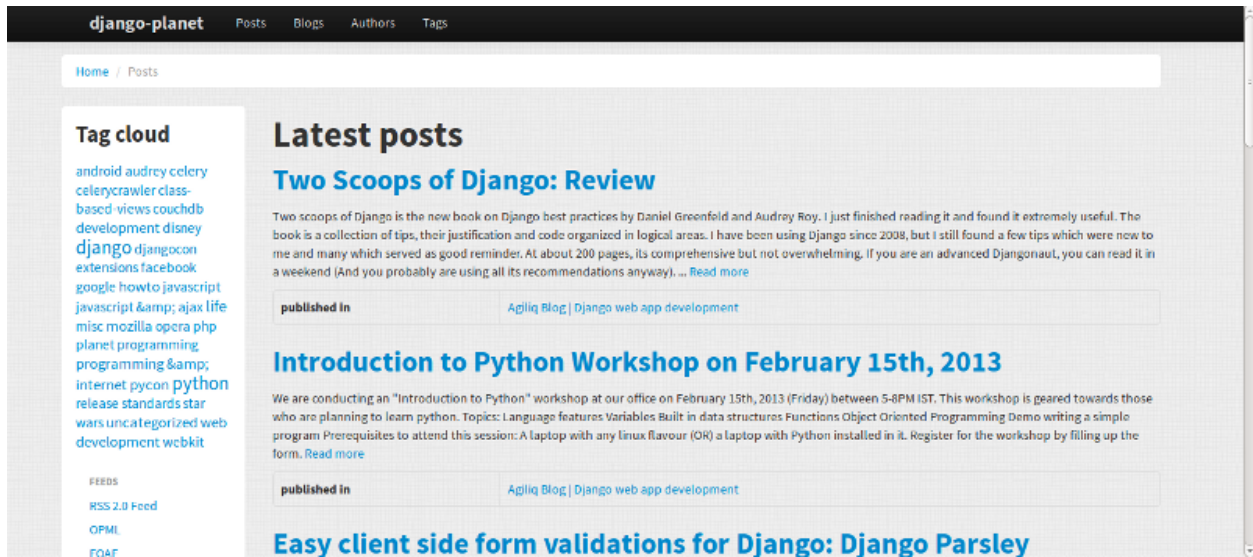 django-planet Posts Blogs Authors Tags
Home / Posts
Tag cloud
android audrey celery
celerycrawler class-
based-views couchdb
development disney
django djangocon
extensions facebook
google howto javascript
javascript &amp; ajax life
misc mozilla opera php
planet programming
programming &amp;
internet pycon python
release standards star
wars uncategorized web
development webkit
FEEDS
RSS 2.0 Feed
OPML
FOAF
Latest posts
Two Scoops of Django: Review
Two scoops of Django is the new book on Django best practices by Daniel Greenfeld and Audrey Roy. I just finished reading it and found it extremely useful. The
book is a collection of tips, their justification and code organized in logical areas. I have been using Django since 2008, but I still found a few tips which were new to
me and many which served as good reminder. At about 200 pages, its comprehensive but not overwhelming. If you are an advanced Djangonaut, you can read it in
a weekend (And you probably are using all its recommendations anyway). ... Read more
published in Agiliq Blog | Django web app development
Introduction to Python Workshop on February 15th, 2013
We are conducting an "Introduction to Python" workshop at our office on February 15th, 2013 (Friday) between 5-8PM IST. This workshop is geared towards those
who are planning to learn python. Topics: Language features Variables Built in data structures Functions Object Oriented Programming Demo writing a simple
program Prerequisites to attend this session: A laptop with any linux flavour (OR) a laptop with Python installed in it. Register for the workshop by filling up the
form. Read more
published in Agiliq Blog | Django web app development
Easy client side form validations for Django: Django Parsley